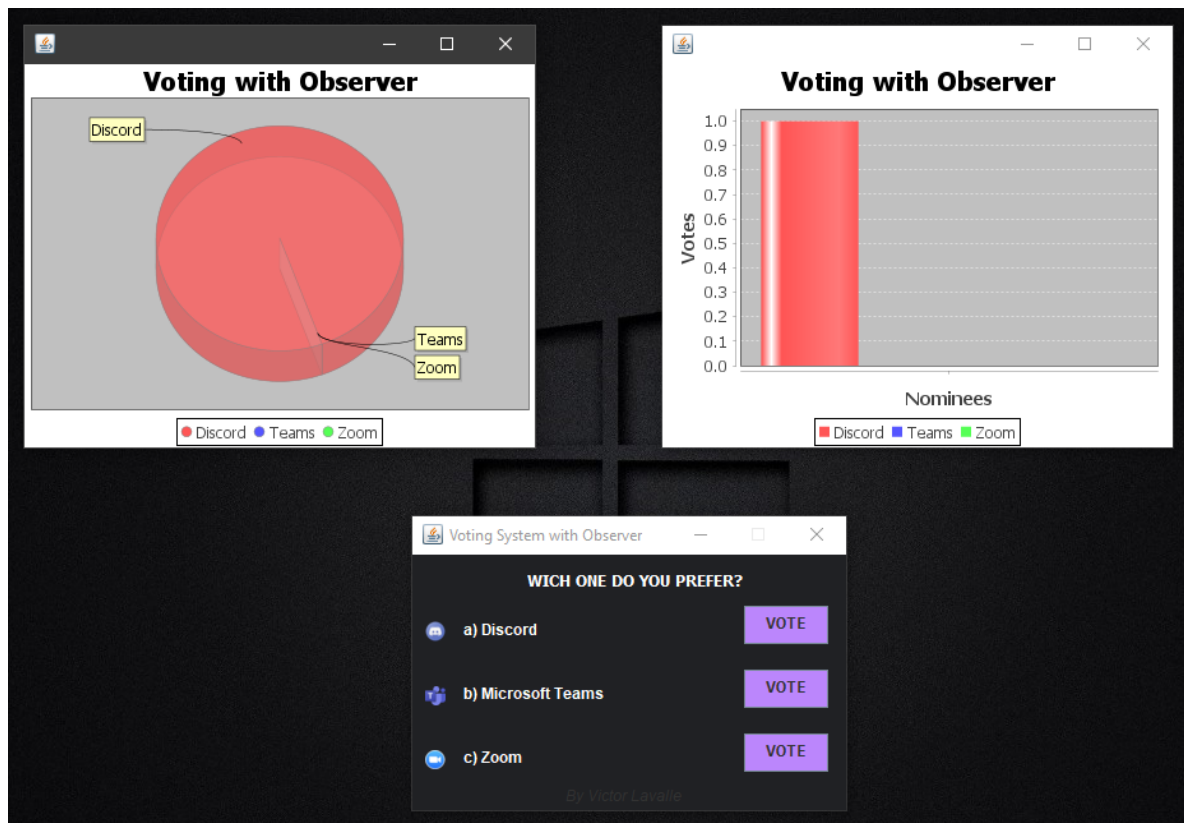 Voting with Observer
Discord
Teams
Zoom
Discord Teams Zoom
Voting with Observer
Votes
1.0
0.9
0.8
0.7
0.6
0.5
0.4
0.3
0.2
0.1
0.0
Nominees
Discord Teams Zoom
Voting System with Observer
WICH ONE DO YOU PREFER?
a) Discord VOTE
b) Microsoft Teams VOTE
c) Zoom VOTE
By Victor Lavalle